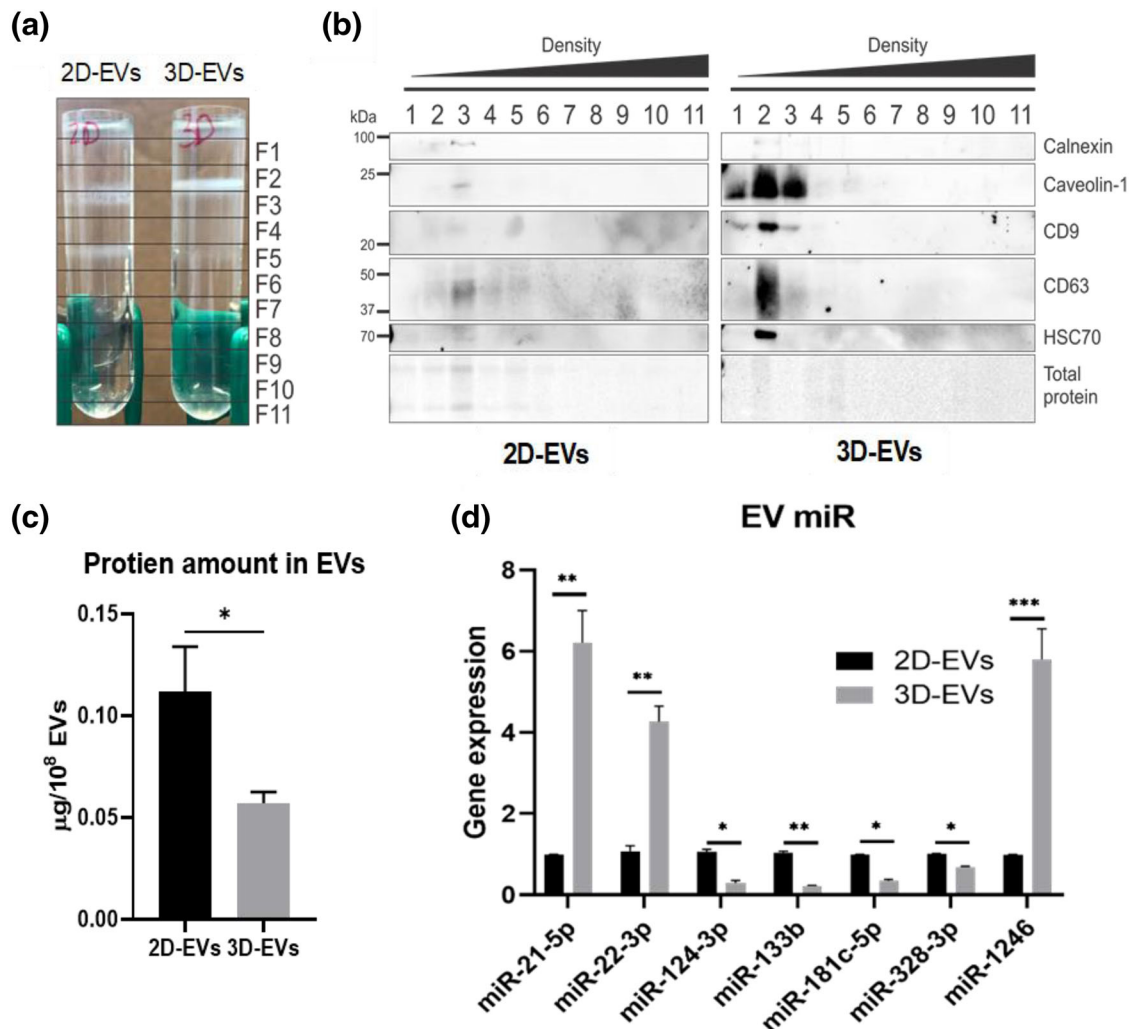 (a)
2D-EVs 3D-EVs
2D 3D
F1
F2
F3
F4
F5
F6
F7
F8
F9
F10
F11
(b)
Density Density
kDa 1 2 3 4 5 6 7 8 9 10 11 1 2 3 4 5 6 7 8 9 10 11
100 Calnexin
25 Caveolin-1
20 CD9
50 CD63
37
70 HSC70
Total
protein
2D-EVs 3D-EVs
(c)
Protien amount in EVs
µg/10⁸ EVs
0.15
0.10
0.05
0.00
*
2D-EVs 3D-EVs
(d)
EV miR
Gene expression
8
6
4
2
0
** ** * ** * * ***
2D-EVs
3D-EVs
miR-21-5p
miR-22-3p
miR-124-3p
miR-133b
miR-181c-5p
miR-328-3p
miR-1246